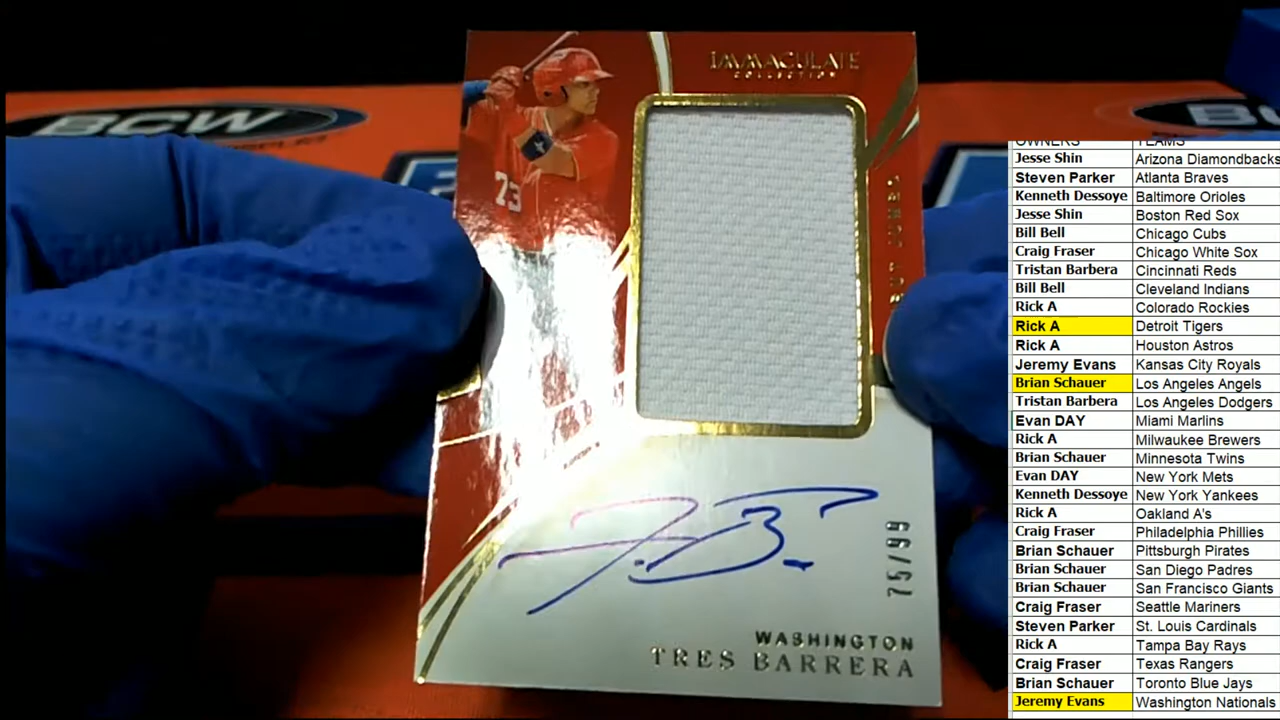 IMMACULATE
COLLECTION
73
75/99
WASHINGTON
TRES BARRERA
BCW
OWNERS TEAMS
Jesse Shin Arizona Diamondbacks
Steven Parker Atlanta Braves
Kenneth Dessoye Baltimore Orioles
Jesse Shin Boston Red Sox
Bill Bell Chicago Cubs
Craig Fraser Chicago White Sox
Tristan Barbera Cincinnati Reds
Bill Bell Cleveland Indians
Rick A Colorado Rockies
Rick A Detroit Tigers
Rick A Houston Astros
Jeremy Evans Kansas City Royals
Brian Schauer Los Angeles Angels
Tristan Barbera Los Angeles Dodgers
Evan DAY Miami Marlins
Rick A Milwaukee Brewers
Brian Schauer Minnesota Twins
Evan DAY New York Mets
Kenneth Dessoye New York Yankees
Rick A Oakland A's
Craig Fraser Philadelphia Phillies
Brian Schauer Pittsburgh Pirates
Brian Schauer San Diego Padres
Brian Schauer San Francisco Giants
Craig Fraser Seattle Mariners
Steven Parker St. Louis Cardinals
Rick A Tampa Bay Rays
Craig Fraser Texas Rangers
Brian Schauer Toronto Blue Jays
Jeremy Evans Washington Nationals